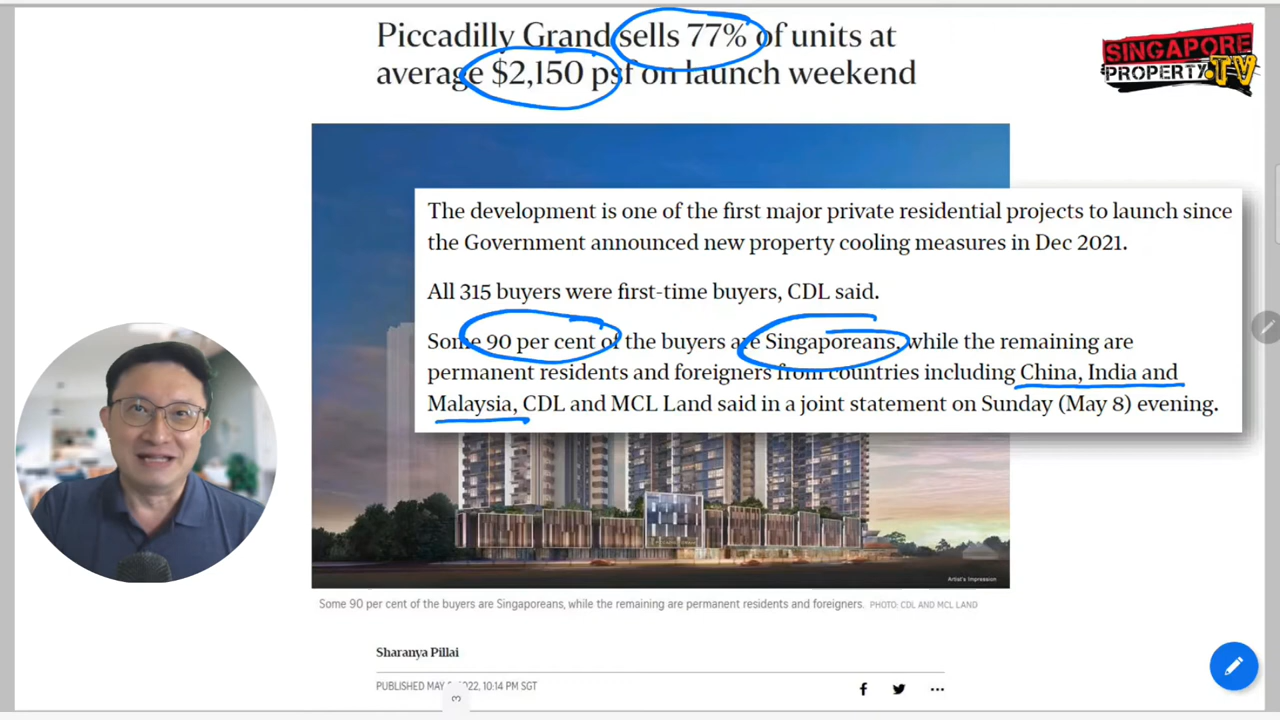 Piccadilly Grand sells 77% of units at
average $2,150 psf on launch weekend
SINGAPORE
PROPERTY.TV
The development is one of the first major private residential projects to launch since
the Government announced new property cooling measures in Dec 2021.
All 315 buyers were first-time buyers, CDL said.
Some 90 per cent of the buyers are Singaporeans, while the remaining are
permanent residents and foreigners from countries including China, India and
Malaysia, CDL and MCL Land said in a joint statement on Sunday (May 8) evening.
Artist's Impression
Some 90 per cent of the buyers are Singaporeans, while the remaining are permanent residents and foreigners. PHOTO: CDL AND MCL LAND
Sharanya Pillai
PUBLISHED MAY 2022, 10:14 PM SGT
3